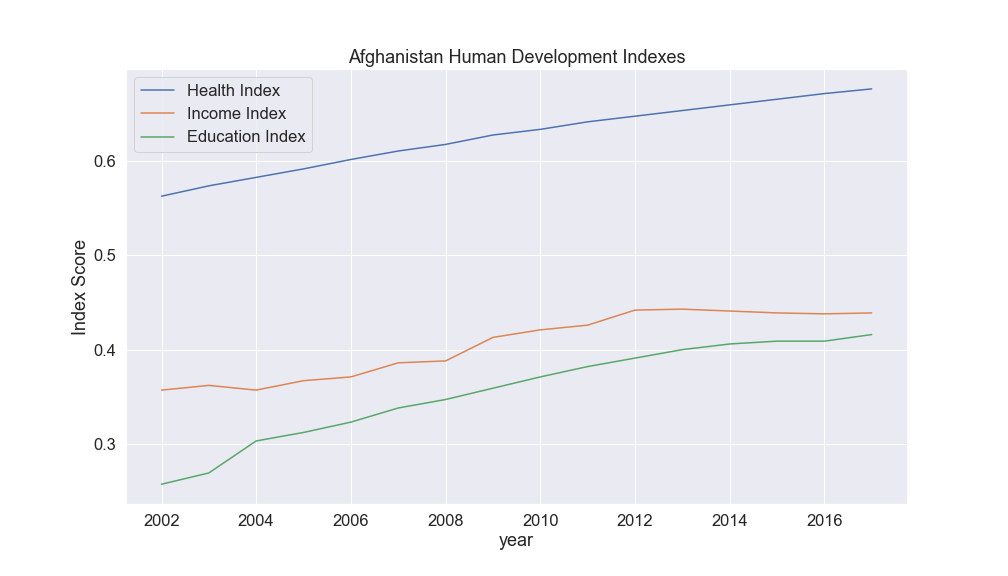 Afghanistan Human Development Indexes
Health Index
Income Index
Education Index
0.6
0.5
0.4
0.3
Index Score
2002 2004 2006 2008 2010 2012 2014 2016
year